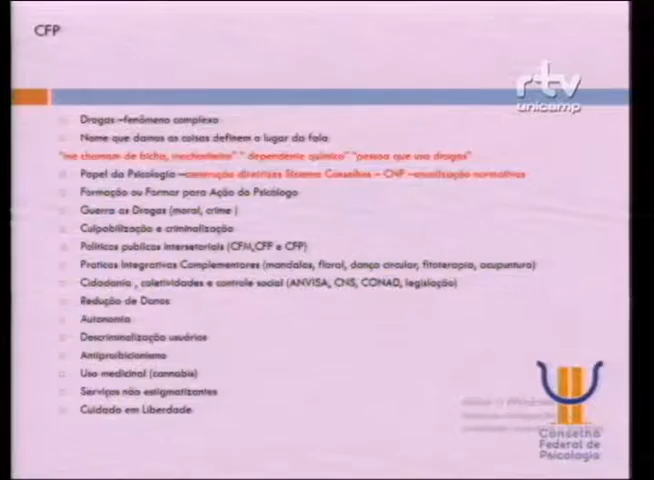 CFP
rtv
unicamp
Drogas –fenômeno complexo
Nome que damos as coisas definem o lugar da fala
"me chamam de bicha, mechonheiro" " dependente químico" "pessoa que usa drogas"
Papel da Psicologia –construção diretrizes Sistema Conselhos – CNP –atualização normativas
Formação ou Formar para Ação do Psicólogo
Guerra as Drogas (moral, crime )
Culpabilização e criminalização
Politicas publicas intersetoriais (CFM,CFF e CFP)
Praticas Integrativas Complementares (mandalas, floral, dança circular, fitoterapia, acupuntura)
Cidadania , coletividades e controle social (ANVISA, CNS, CONAD, legislação)
Redução de Danos
Autonomia
Descriminalização usuários
Antiproibicionismo
Uso medicinal (cannabis)
Serviços não estigmatizantes
Cuidado em Liberdade
Conselho
Federal de
Psicologia